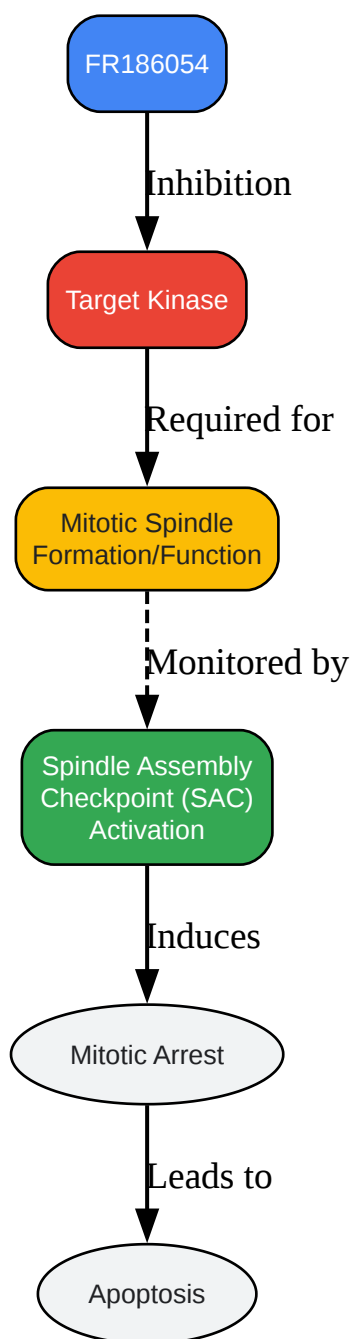 FR186054
Inhibition
Target Kinase
Required for
Mitotic Spindle
Formation/Function
Monitored by
Spindle Assembly
Checkpoint (SAC)
Activation
Induces
Mitotic Arrest
Leads to
Apoptosis